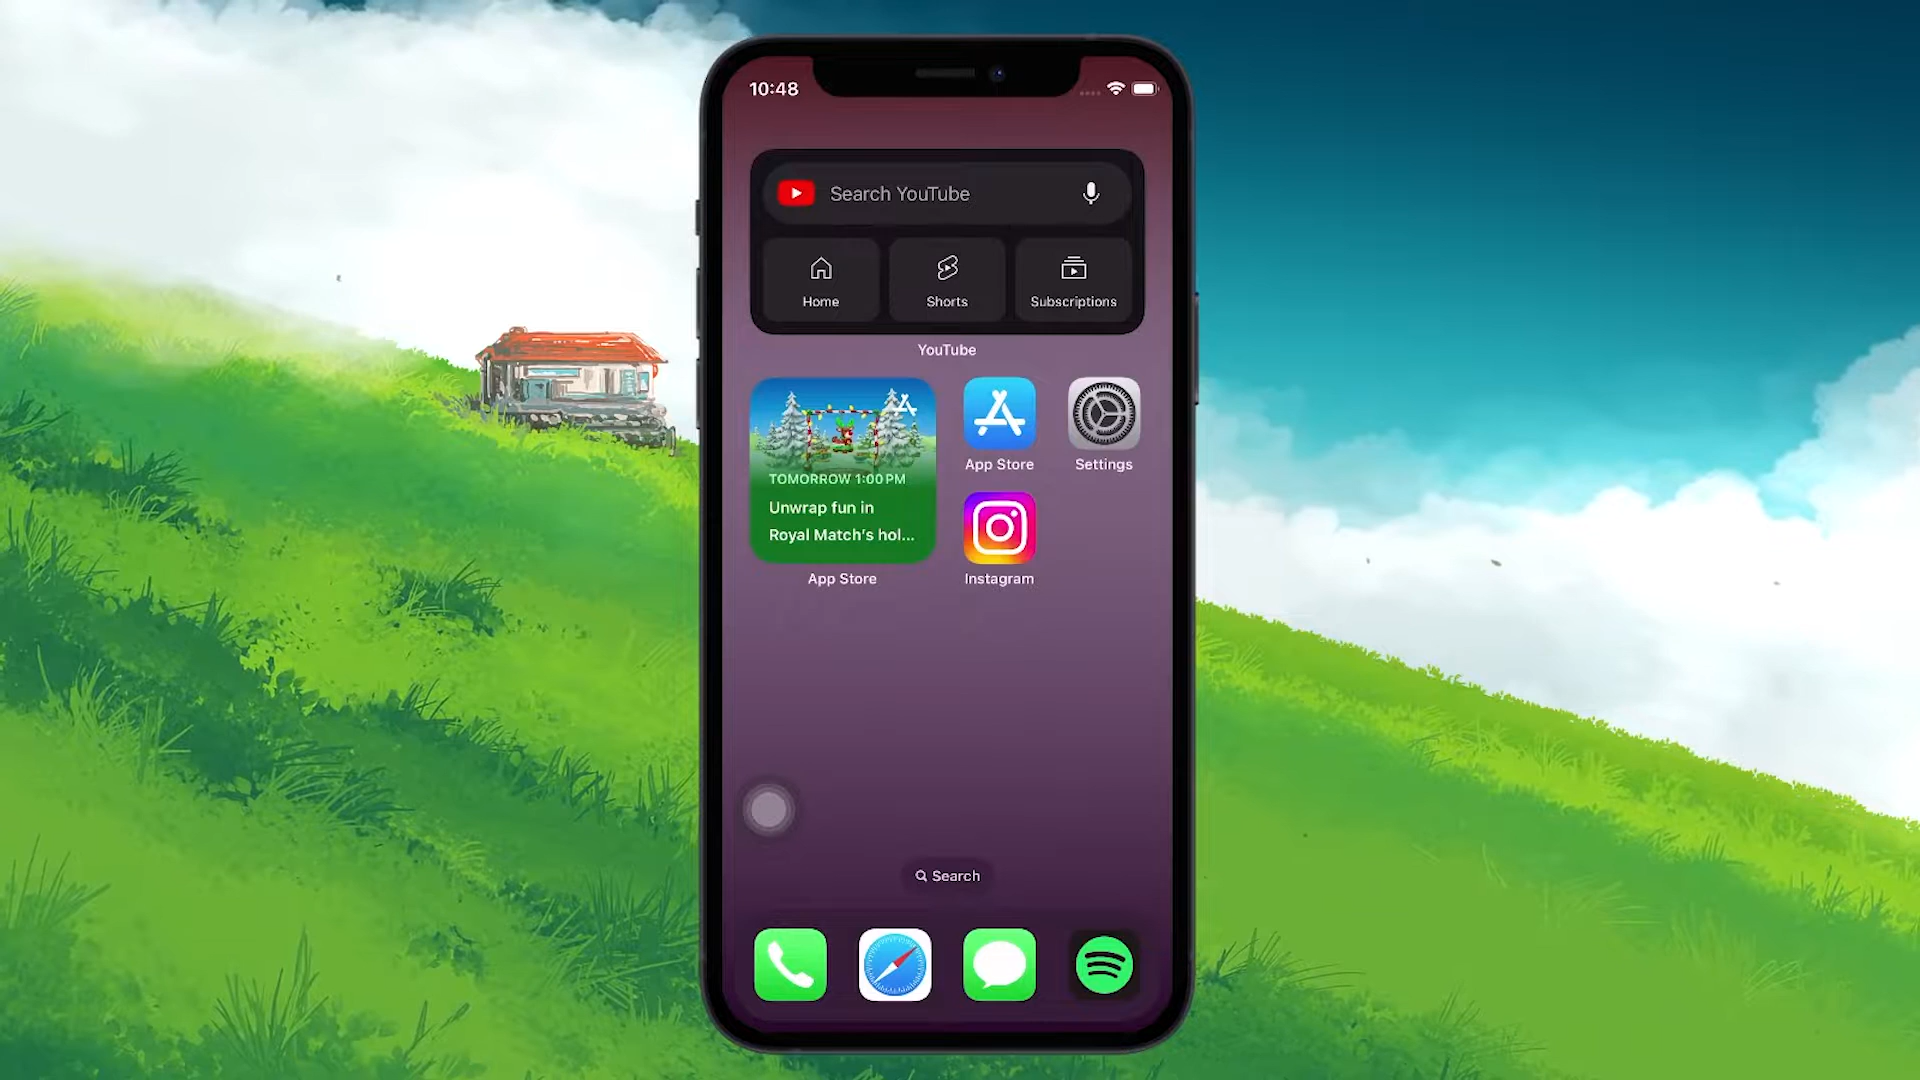 10:48
Search YouTube
Home
Shorts
Subscriptions
YouTube
TOMORROW 1:00 PM
Unwrap fun in
Royal Match's hol...
App Store
App Store
Settings
Instagram
Search